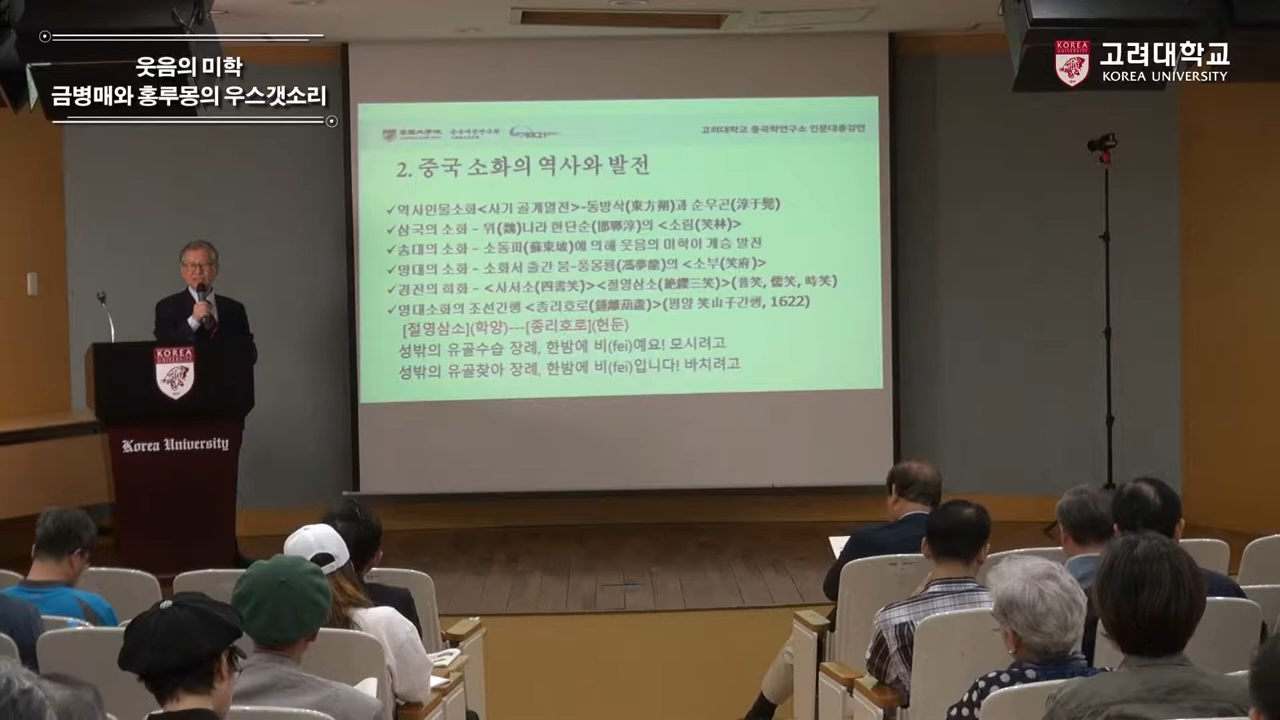 웃음의 미학
금병매와 홍루몽의 우스갯소리
KOREA UNIVERSITY
고려대학교
KOREA UNIVERSITY
고려대학교 중국학연구소 인문대중강연
2. 중국 소화의 역사와 발전
✓역사인물소화<사기 골계열전>-동방삭(東方朔)과 순우곤(淳于髡)
✓삼국의 소화 – 위(魏)나라 한단순(邯鄲淳)의 <소림(笑林)>
✓송대의 소화 – 소동파(蘇東坡)에 의해 웃음의 미학이 계승 발전
✓명대의 소화 – 소화서 출간 붐-풍몽룡(馮夢龍)의 <소부(笑府)>
✓경전의 희화 – <사서소(四書笑)><절영삼소(絶纓三笑)>(昔笑, 儒笑, 時笑)
✓명대소화의 조선간행 <종리호로(鍾離葫蘆)>(평양 笑山子간행, 1622)
[절영삼소](학양)---[종리호로](헌둔)
성밖의 유골수습 장례, 한밤에 비(fei)예요! 모시려고
성밖의 유골찾아 장례, 한밤에 비(fei)입니다! 바치려고
KOREA
UNIVERSITY
Korea University